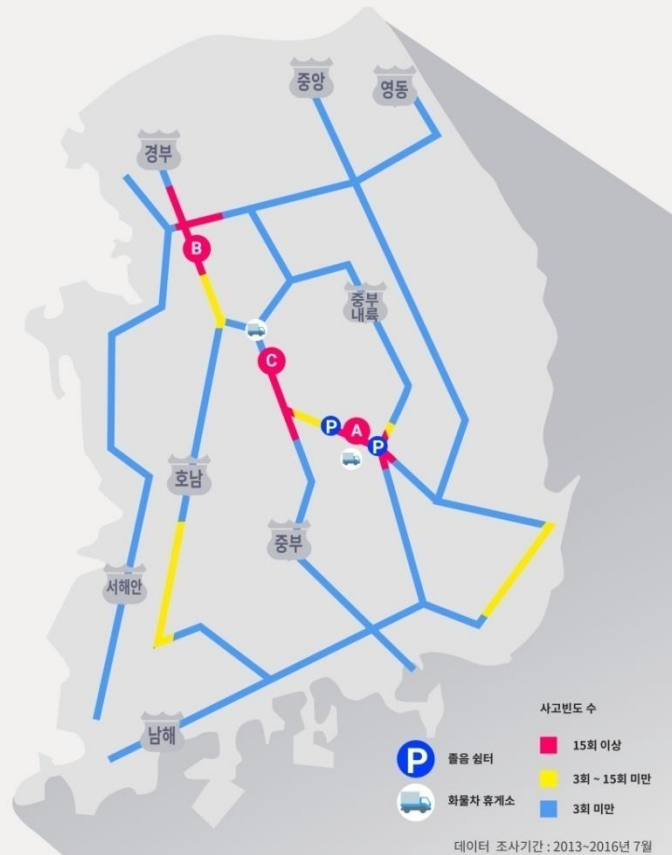 중앙
영동
경부
B
중부
내륙
C
P
A
P
호남
중부
서해안
남해
사고빈도 수
15회 이상
P
졸음 쉼터
3회 ~ 15회 미만
화물차 휴게소
3회 미만
데이터 조사기간 : 2013~2016년 7월